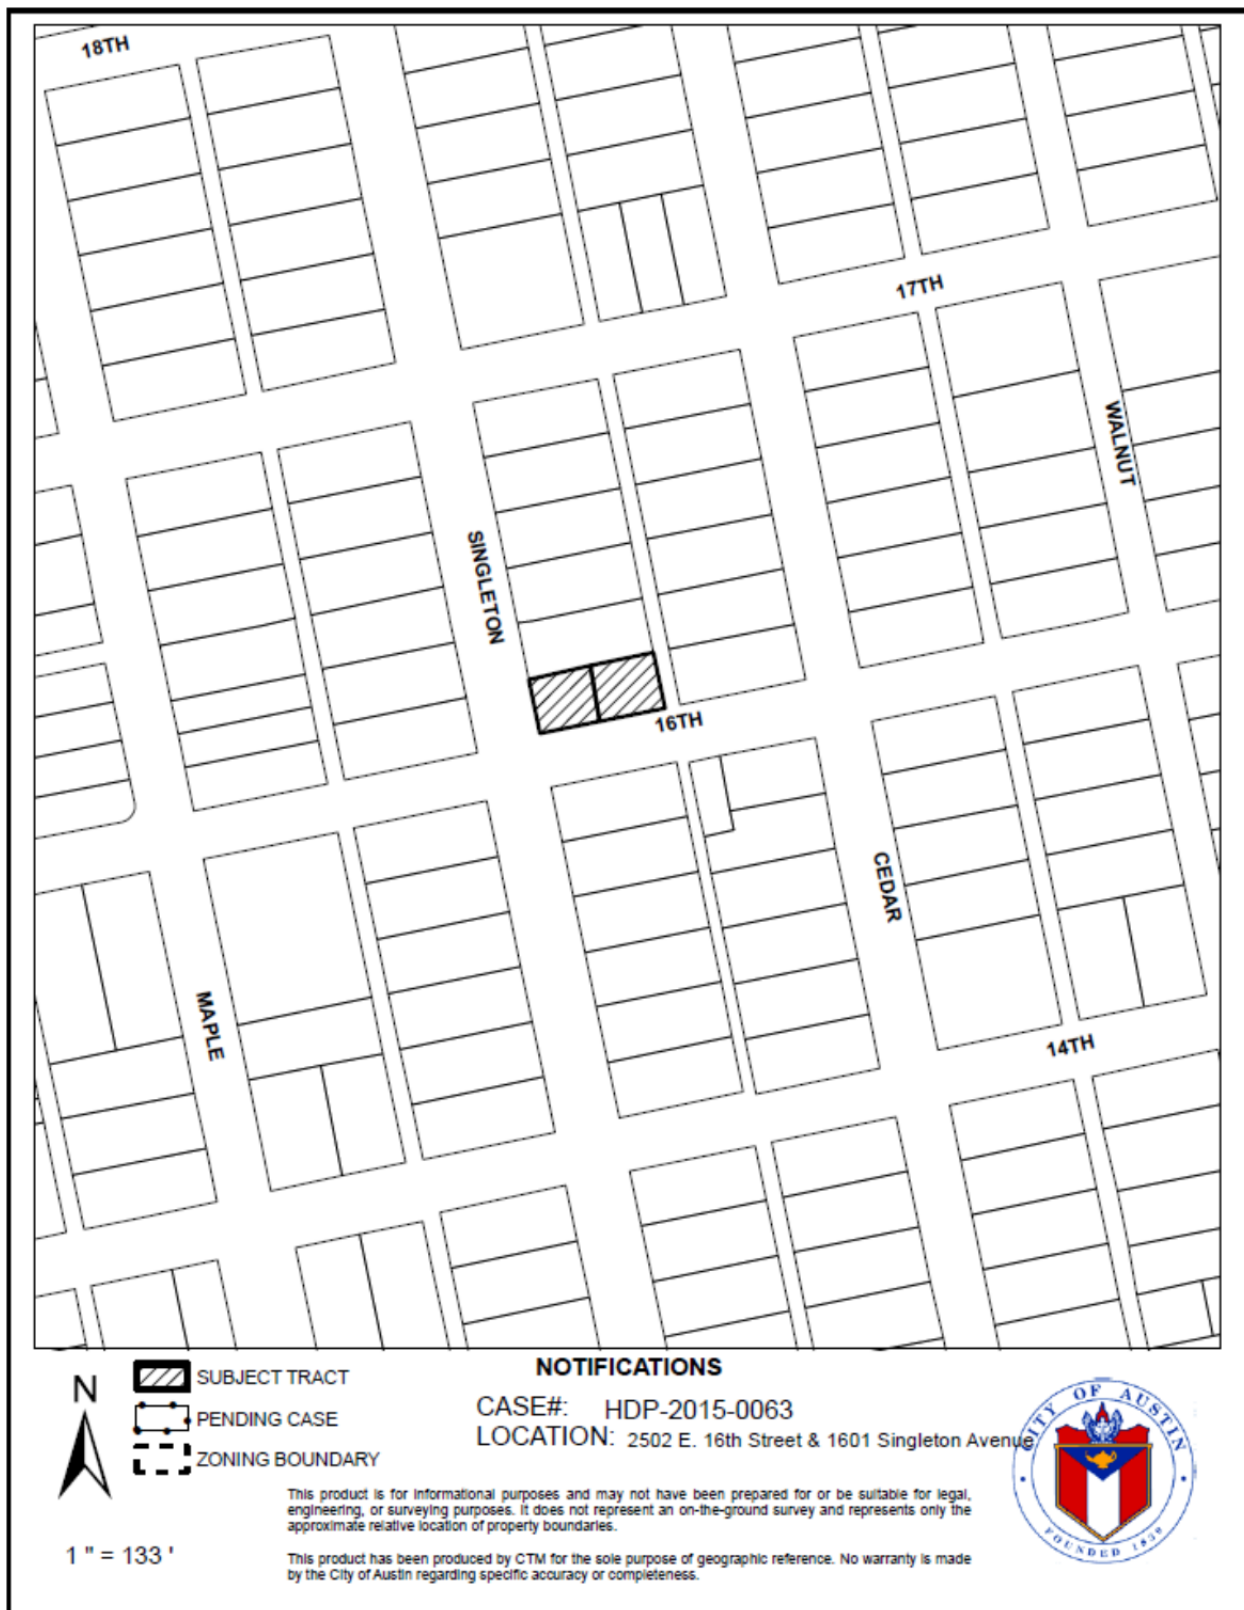 18TH
17TH
WALNUT
SINGLETON
16TH
CEDAR
MAPLE
14TH
N
SUBJECT TRACT
PENDING CASE
ZONING BOUNDARY
1 " = 133 '
NOTIFICATIONS
CASE#: HDP-2015-0063
LOCATION: 2502 E. 16th Street & 1601 Singleton Avenue
This product is for informational purposes and may not have been prepared for or be suitable for legal,
engineering, or surveying purposes. It does not represent an on-the-ground survey and represents only the
approximate relative location of property boundaries.
This product has been produced by CTM for the sole purpose of geographic reference. No warranty is made
by the City of Austin regarding specific accuracy or completeness.
CITY OF AUSTIN
FOUNDED 1839